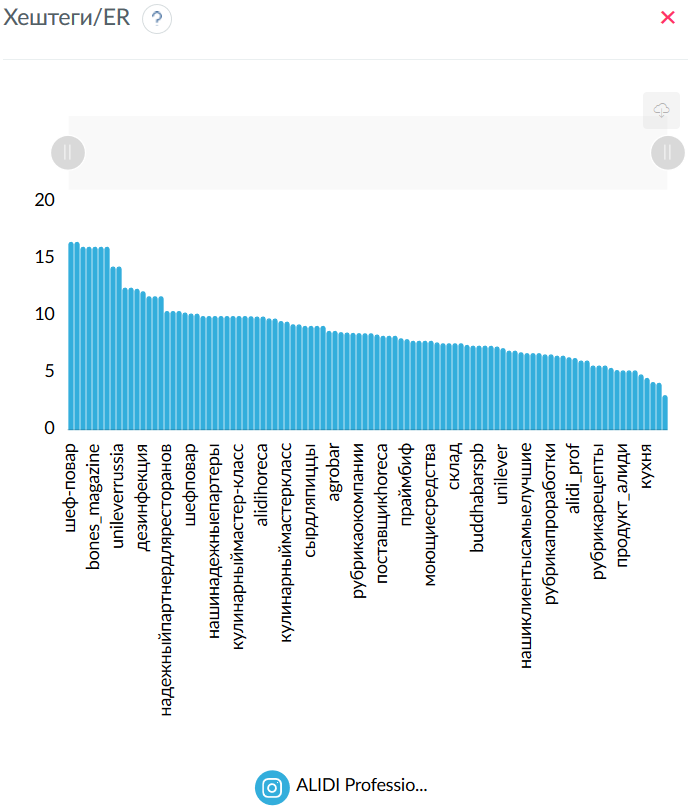 Хештеги/ER ?
20
15
10
5
0
шеф-повар
bones_magazine
unileverrussia
дезинфекция
надежныйпартнердляресторанов
шефповар
нашинадежныепартеры
кулинарныймастер-класс
alidihoreca
кулинарныймастеркласс
сырдляпиццы
agrobar
рубрикаокомпании
поставщикhoreca
праймбиф
моющиесредства
склад
buddhabarspb
unilever
нашиклиентысамыелучшие
рубрикапроработки
alidi_prof
рубрикарецепты
продукт_алиди
кухня
ALIDI Professio...